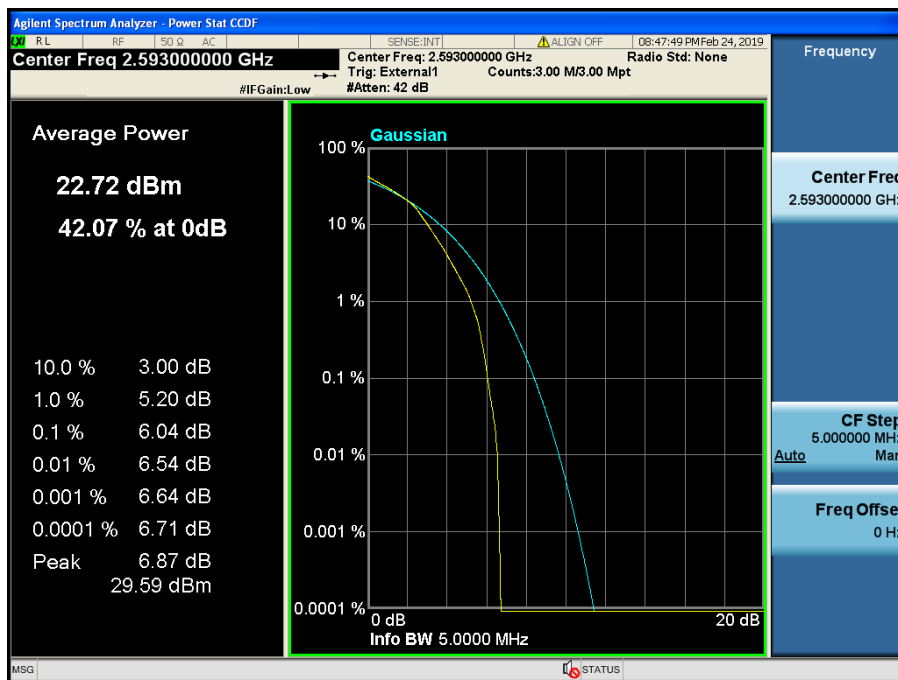 Agilent Spectrum Analyzer - Power Stat CCDF
LXI RL RF 50 Ω AC SENSE:INT ALIGN OFF 08:47:49 PM Feb 24, 2019
Center Freq 2.593000000 GHz
Center Freq: 2.593000000 GHz Radio Std: None
Trig: External1 Counts:3.00 M/3.00 Mpt
#IFGain:Low #Atten: 42 dB
Frequency
Average Power
22.72 dBm
42.07 % at 0dB
10.0 % 3.00 dB
1.0 % 5.20 dB
0.1 % 6.04 dB
0.01 % 6.54 dB
0.001 % 6.64 dB
0.0001 % 6.71 dB
Peak 6.87 dB
29.59 dBm
Gaussian
100 %
10 %
1 %
0.1 %
0.01 %
0.001 %
0.0001 %
0 dB 20 dB
Info BW 5.0000 MHz
Center Freq
2.593000000 GHz
CF Step
5.000000 MHz
Auto Man
Freq Offse
0 Hz
MSG STATUS